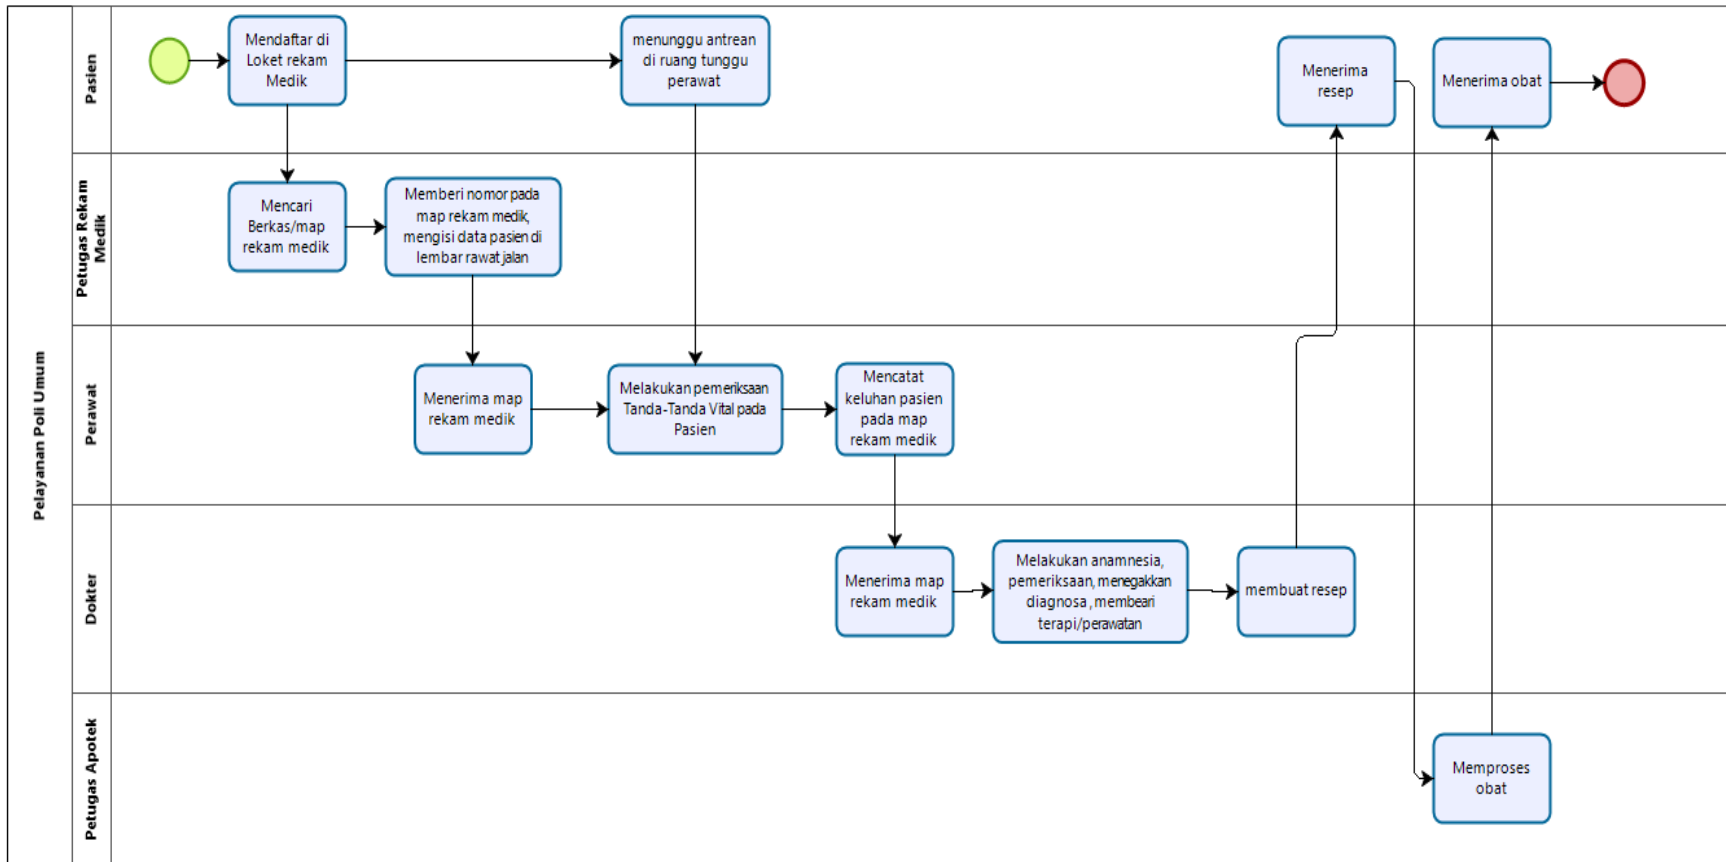 Pelayanan Poli Umum
Pasien
Mendaftar di
Loket rekam
Medik
menunggu antrean
di ruang tunggu
perawat
Menerima
resep
Menerima obat
Petugas Rekam
Medik
Mencari
Berkas/map
rekam medik
Memberi nomor pada
map rekam medik,
mengisi data pasien di
lembar rawat jalan
Perawat
Menerima map
rekam medik
Melakukan pemeriksaan
Tanda-Tanda Vital pada
Pasien
Mencatat
keluhan pasien
pada map
rekam medik
Dokter
Menerima map
rekam medik
Melakukan anamnesia,
pemeriksaan, menegakkan
diagnosa , membeari
terapi/perawatan
membuat resep
Petugas Apotek
Memproses
obat